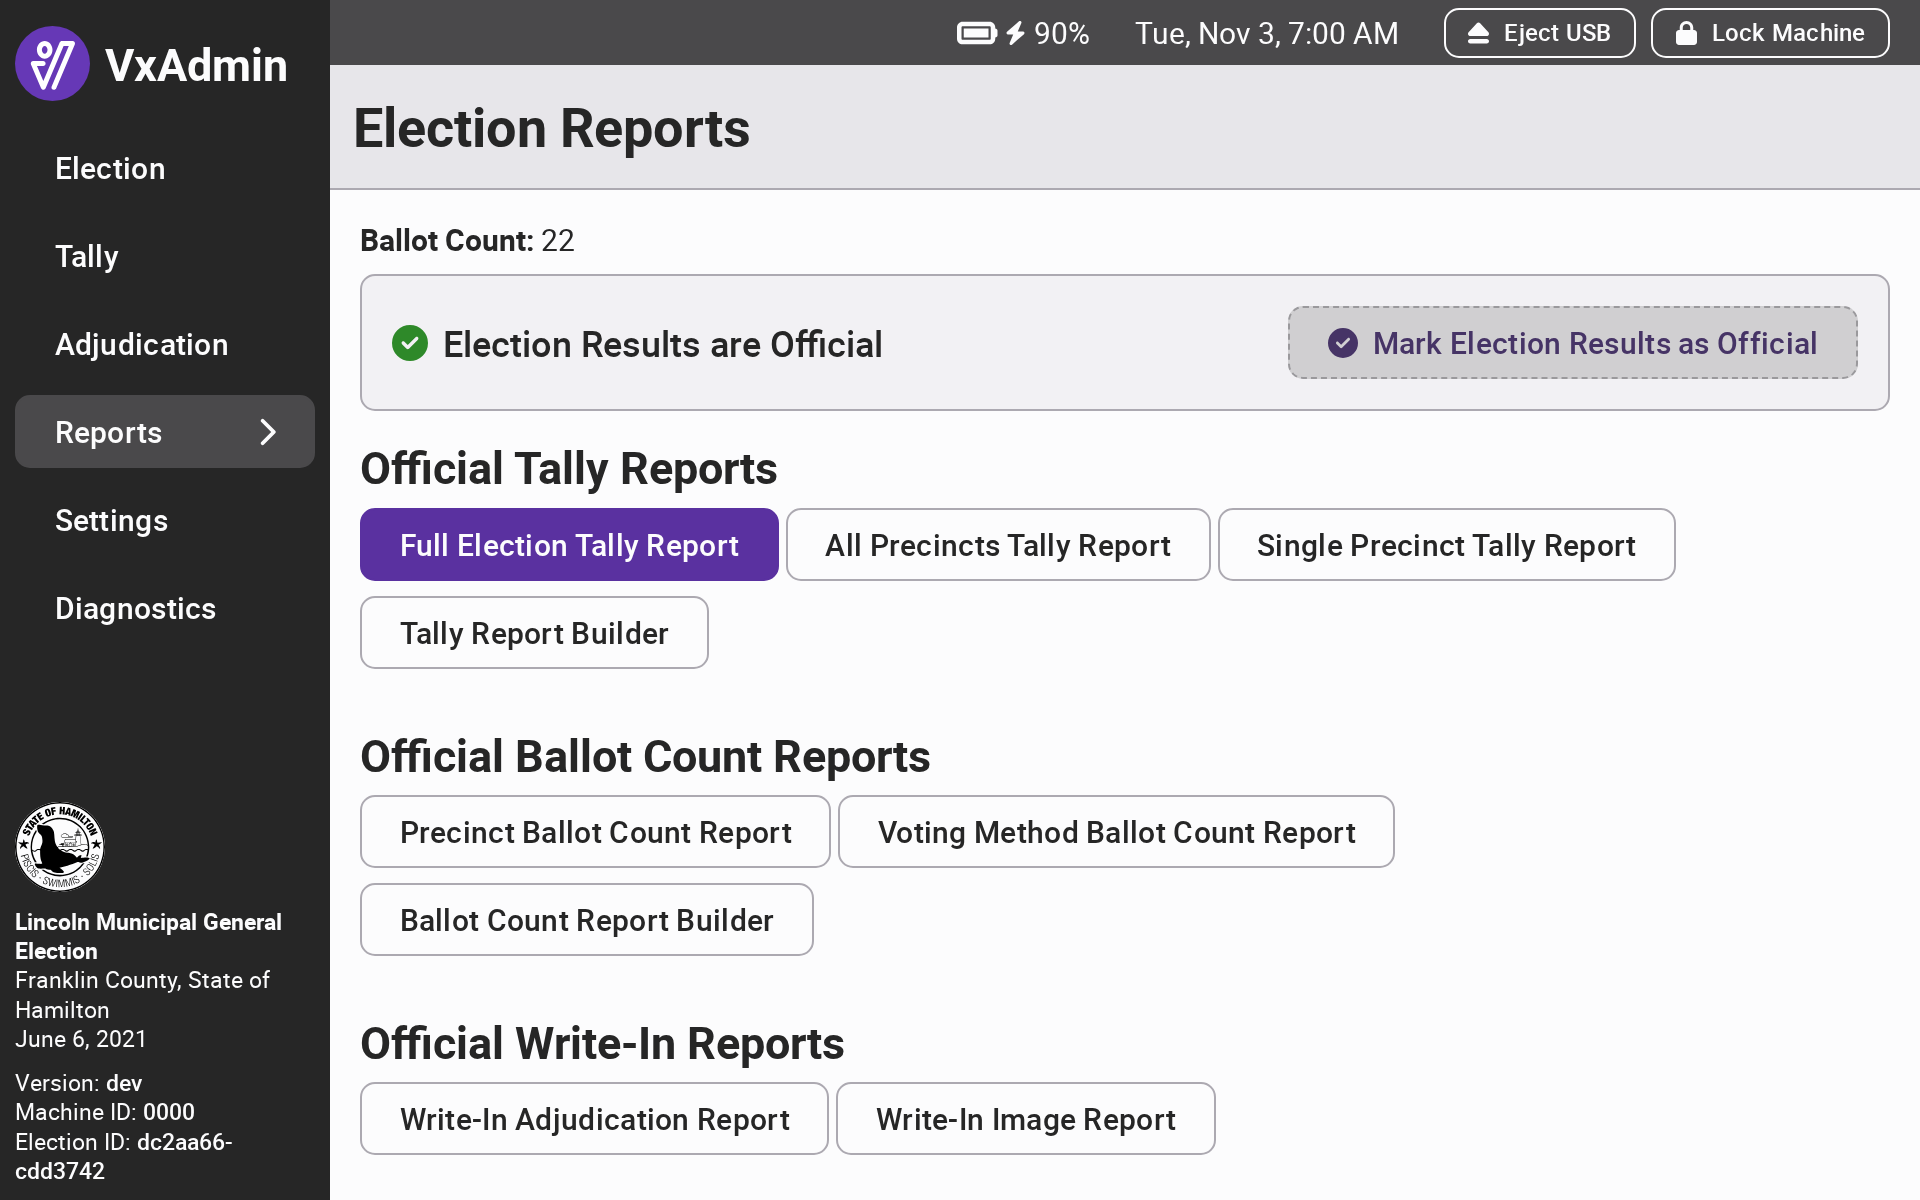 VxAdmin
90%
Tue, Nov 3, 7:00 AM
Eject USB
Lock Machine
Election
Tally
Adjudication
Reports
Settings
Diagnostics
STATE OF HAMILTON
PISCIS · SWIMMIS · SOLIS
Lincoln Municipal General
Election
Franklin County, State of
Hamilton
June 6, 2021
Version: dev
Machine ID: 0000
Election ID: dc2aa66-
cdd3742
Election Reports
Ballot Count: 22
Election Results are Official
Mark Election Results as Official
Official Tally Reports
Full Election Tally Report
All Precincts Tally Report
Single Precinct Tally Report
Tally Report Builder
Official Ballot Count Reports
Precinct Ballot Count Report
Voting Method Ballot Count Report
Ballot Count Report Builder
Official Write-In Reports
Write-In Adjudication Report
Write-In Image Report